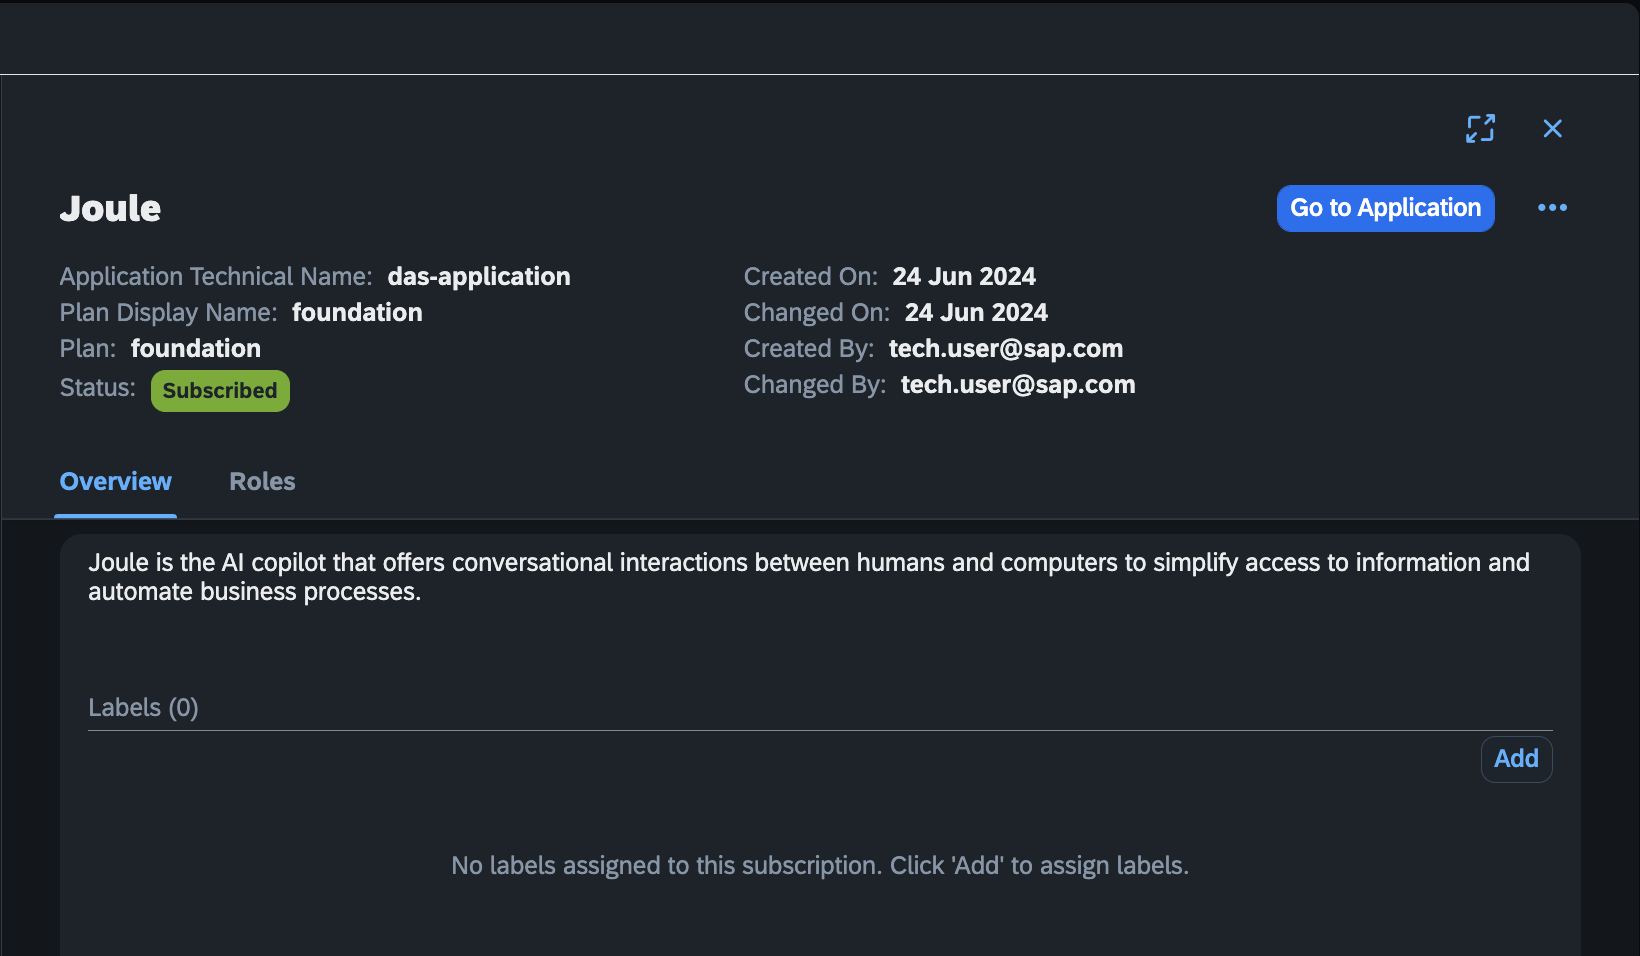 Joule
Go to Application
Application Technical Name: das-application
Plan Display Name: foundation
Plan: foundation
Status: Subscribed
Created On: 24 Jun 2024
Changed On: 24 Jun 2024
Created By: tech.user@sap.com
Changed By: tech.user@sap.com
Overview
Roles
Joule is the AI copilot that offers conversational interactions between humans and computers to simplify access to information and
automate business processes.
Labels (0)
Add
No labels assigned to this subscription. Click 'Add' to assign labels.